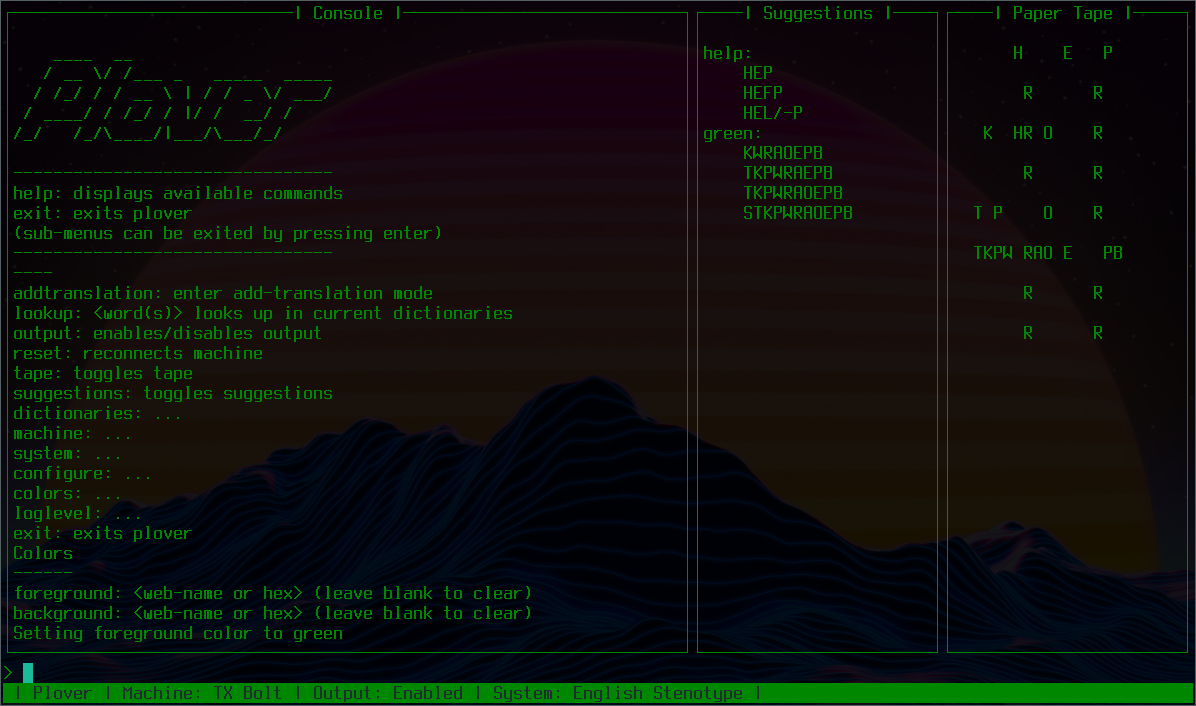 | Console |
Plover
--------------------------------
help: displays available commands
exit: exits plover
(sub-menus can be exited by pressing enter)
--------------------------------
----
addtranslation: enter add-translation mode
lookup: <word(s)> looks up in current dictionaries
output: enables/disables output
reset: reconnects machine
tape: toggles tape
suggestions: toggles suggestions
dictionaries: ...
machine: ...
system: ...
configure: ...
colors: ...
loglevel: ...
exit: exits plover
Colors
------
foreground: <web-name or hex> (leave blank to clear)
background: <web-name or hex> (leave blank to clear)
Setting foreground color to green
| Suggestions |
help:
HEP
HEFP
HEL/-P
green:
KWRAOEPB
TKPWRAEPB
TKPWRAOEPB
STKPWRAOEPB
| Paper Tape |
H E P
R R
K HR O R
R R
T P O R
TKPW RAO E PB
R R
R R
>
| Plover | Machine: TX Bolt | Output: Enabled | System: English Stenotype |